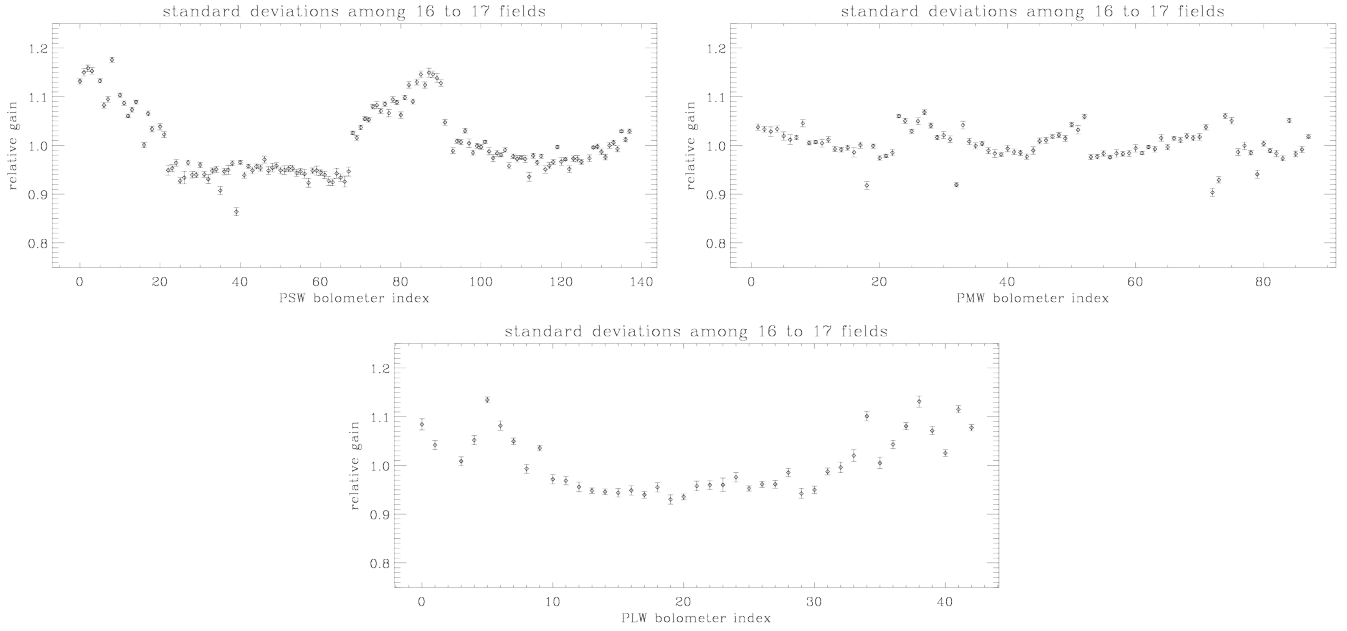 standard deviations among 16 to 17 fields
1.2
1.1
1.0
0.9
0.8
relative gain
0 20 40 60 80 100 120 140
PSW bolometer index
standard deviations among 16 to 17 fields
1.2
1.1
1.0
0.9
0.8
relative gain
0 20 40 60 80
PMW bolometer index
standard deviations among 16 to 17 fields
1.2
1.1
1.0
0.9
0.8
relative gain
0 10 20 30 40
PLW bolometer index